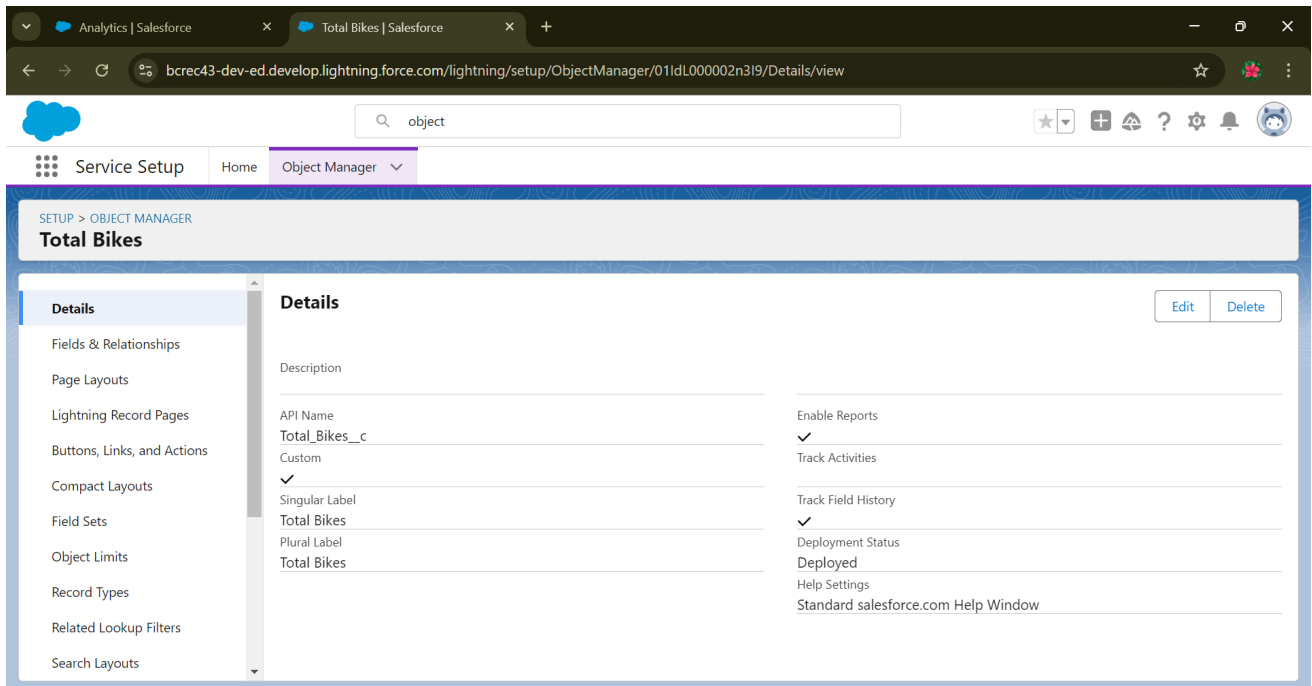 Analytics | Salesforce
Total Bikes | Salesforce
bcrec43-dev-ed.develop.lightning.force.com/lightning/setup/ObjectManager/01IdL000002n3I9/Details/view
object
Service Setup
Home
Object Manager
SETUP > OBJECT MANAGER
Total Bikes
Details
Fields & Relationships
Page Layouts
Lightning Record Pages
Buttons, Links, and Actions
Compact Layouts
Field Sets
Object Limits
Record Types
Related Lookup Filters
Search Layouts
Details
Edit
Delete
Description
API Name
Total_Bikes__c
Custom
Singular Label
Total Bikes
Plural Label
Total Bikes
Enable Reports
Track Activities
Track Field History
Deployment Status
Deployed
Help Settings
Standard salesforce.com Help Window